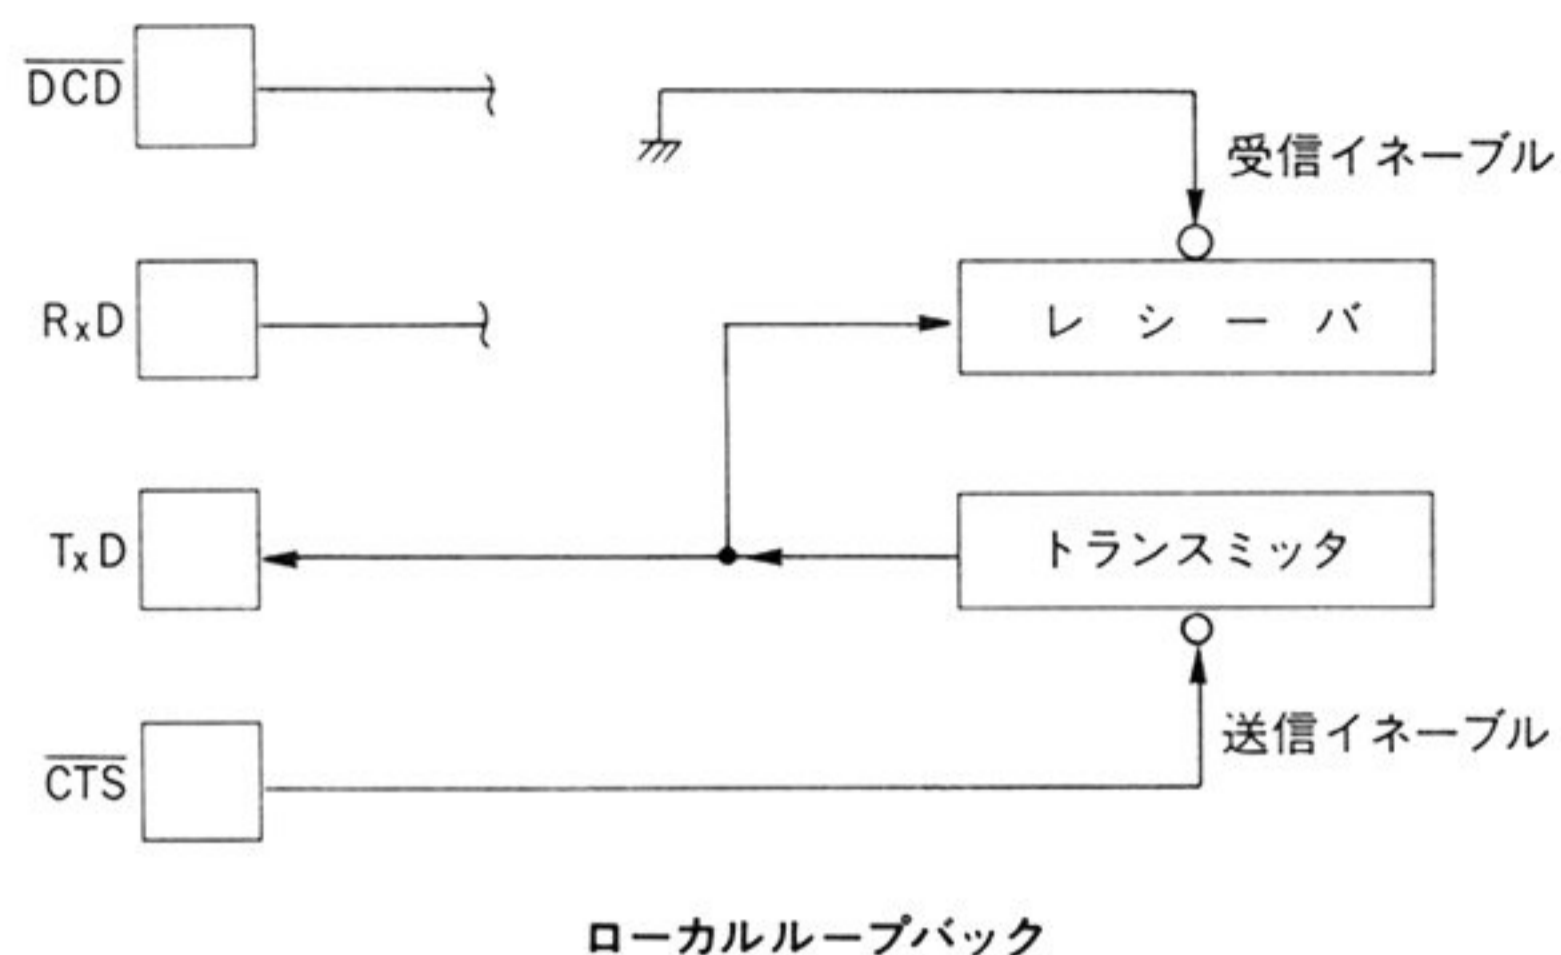 DCD
受信イネーブル
RxD
レシーバ
TxD
トランスミッタ
送信イネーブル
CTS
ローカルループバック